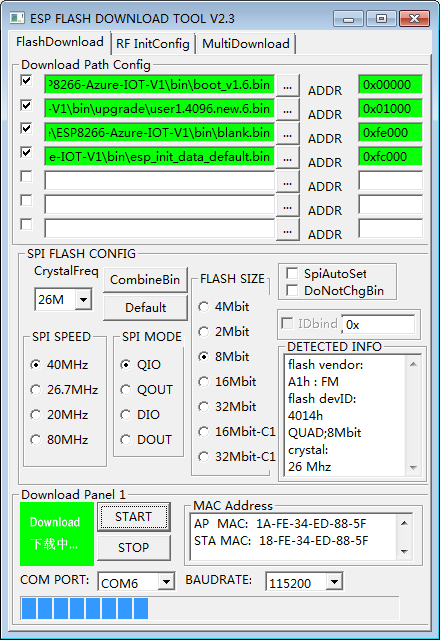 ESP FLASH DOWNLOAD TOOL V2.3
FlashDownload RF InitConfig MultiDownload
Download Path Config
P8266-Azure-IOT-V1\bin\boot_v1.6.bin ... ADDR 0x00000
-V1\bin\upgrade\user1.4096.new.6.bin ... ADDR 0x01000
\ESP8266-Azure-IOT-V1\bin\blank.bin ... ADDR 0xfe000
e-IOT-V1\bin\esp_init_data_default.bin ... ADDR 0xfc000
... ADDR
... ADDR
... ADDR
SPI FLASH CONFIG
CrystalFreq
26M
CombineBin
Default
SPI SPEED
40MHz
26.7MHz
20MHz
80MHz
SPI MODE
QIO
QOUT
DIO
DOUT
FLASH SIZE
4Mbit
2Mbit
8Mbit
16Mbit
32Mbit
16Mbit-C1
32Mbit-C1
SpiAutoSet
DoNotChgBin
IDbind 0x
DETECTED INFO
flash vendor:
A1h : FM
flash devID:
4014h
QUAD;8Mbit
crystal:
26 Mhz
Download Panel 1
Download
下载中...
START
STOP
MAC Address
AP MAC: 1A-FE-34-ED-88-5F
STA MAC: 18-FE-34-ED-88-5F
COM PORT: COM6 BAUDRATE: 115200